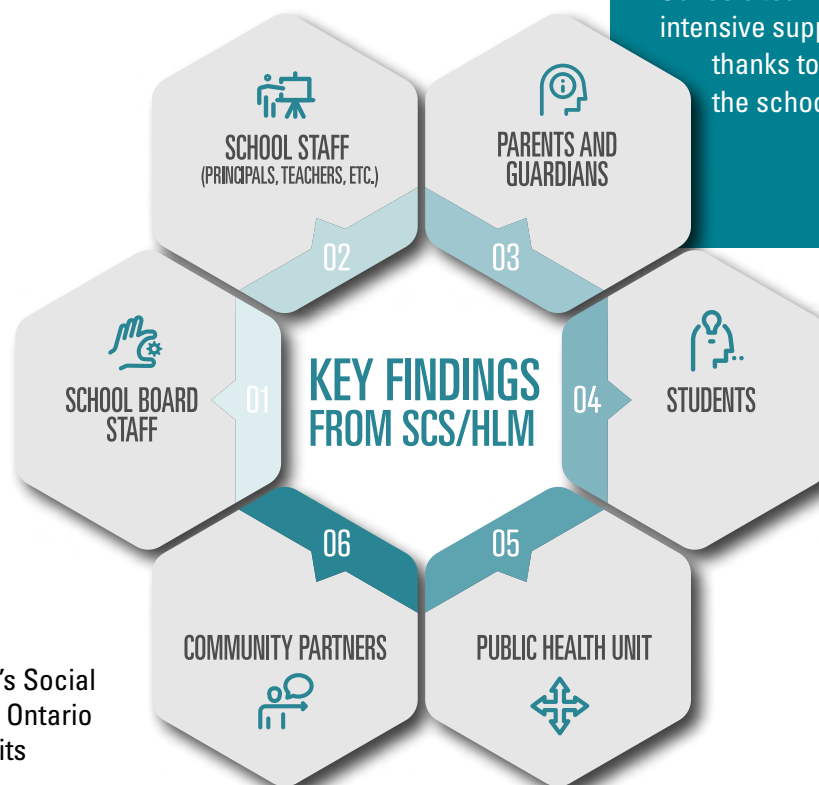 intensive supp
thanks to
the schoo
SCHOOL STAFF
(PRINCIPALS, TEACHERS, ETC.)
02
PARENTS AND
GUARDIANS
03
SCHOOL BOARD
STAFF
01
KEY FINDINGS
FROM SCS/HLM
04
STUDENTS
06
COMMUNITY PARTNERS
05
PUBLIC HEALTH UNIT
's Social
Ontario
its